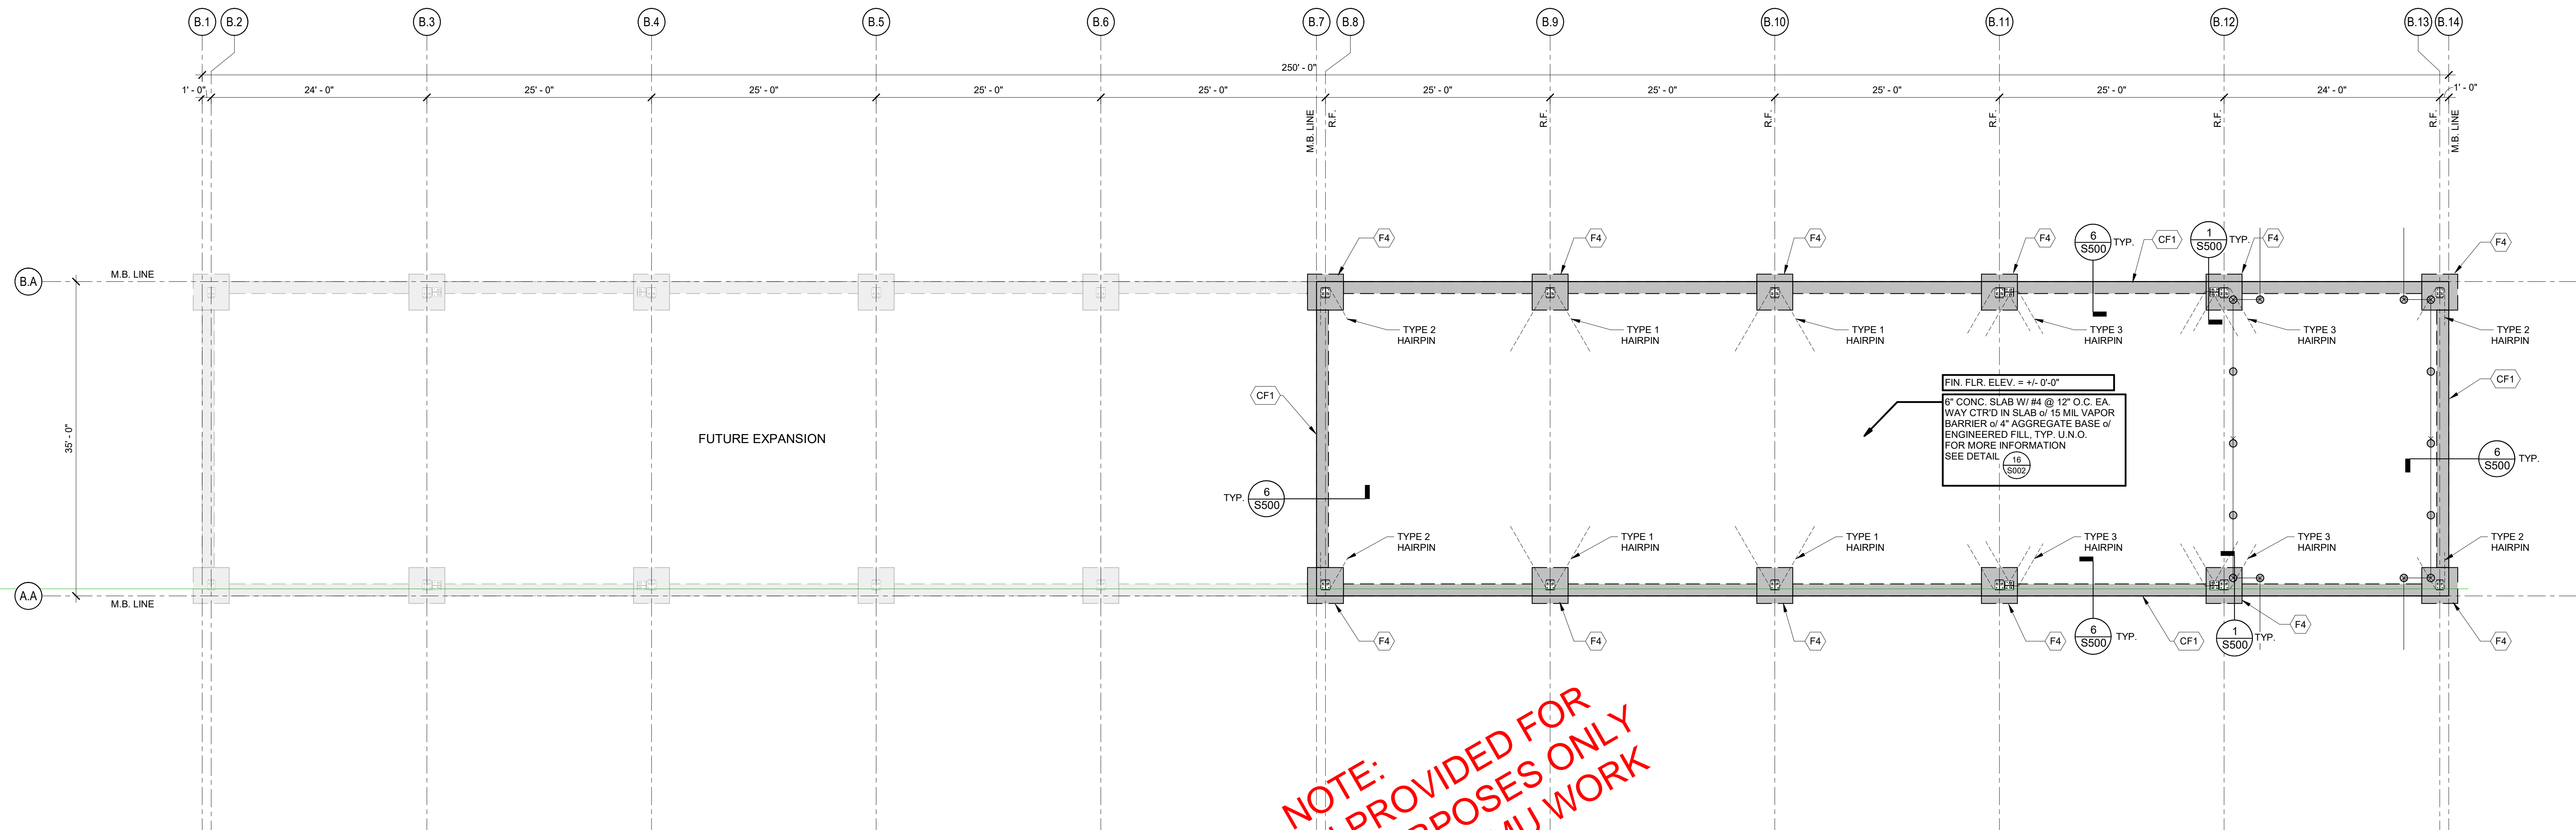 B.1
B.2
B.3
B.4
B.5
B.6
B.7
B.8
B.9
B.10
B.11
B.12
B.13
B.14
250' - 0"
1' - 0"
24' - 0"
25' - 0"
25' - 0"
25' - 0"
25' - 0"
25' - 0"
25' - 0"
25' - 0"
25' - 0"
24' - 0"
1' - 0"
M.B. LINE
R.F.
R.F.
R.F.
R.F.
R.F.
R.F.
M.B. LINE
F4
F4
F4
F4
6
S500
TYP.
CF1
1
S500
TYP.
F4
F4
B.A
M.B. LINE
TYPE 2
HAIRPIN
TYPE 1
HAIRPIN
TYPE 1
HAIRPIN
TYPE 3
HAIRPIN
TYPE 3
HAIRPIN
TYPE 2
HAIRPIN
35' - 0"
FUTURE EXPANSION
CF1
FIN. FLR. ELEV. = +/- 0'-0"
6" CONC. SLAB W/ #4 @ 12" O.C. EA.
WAY CTR'D IN SLAB o/ 15 MIL VAPOR
BARRIER o/ 4" AGGREGATE BASE o/
ENGINEERED FILL, TYP. U.N.O.
FOR MORE INFORMATION
SEE DETAIL
16
S002
CF1
6
S500
TYP.
TYP.
6
S500
TYPE 2
HAIRPIN
TYPE 1
HAIRPIN
TYPE 1
HAIRPIN
TYPE 3
HAIRPIN
TYPE 3
HAIRPIN
TYPE 2
HAIRPIN
A.A
M.B. LINE
F4
F4
F4
F4
6
S500
TYP.
CF1
1
S500
TYP.
F4
F4
NOTE:
PROVIDED FOR
ONLY
WORK